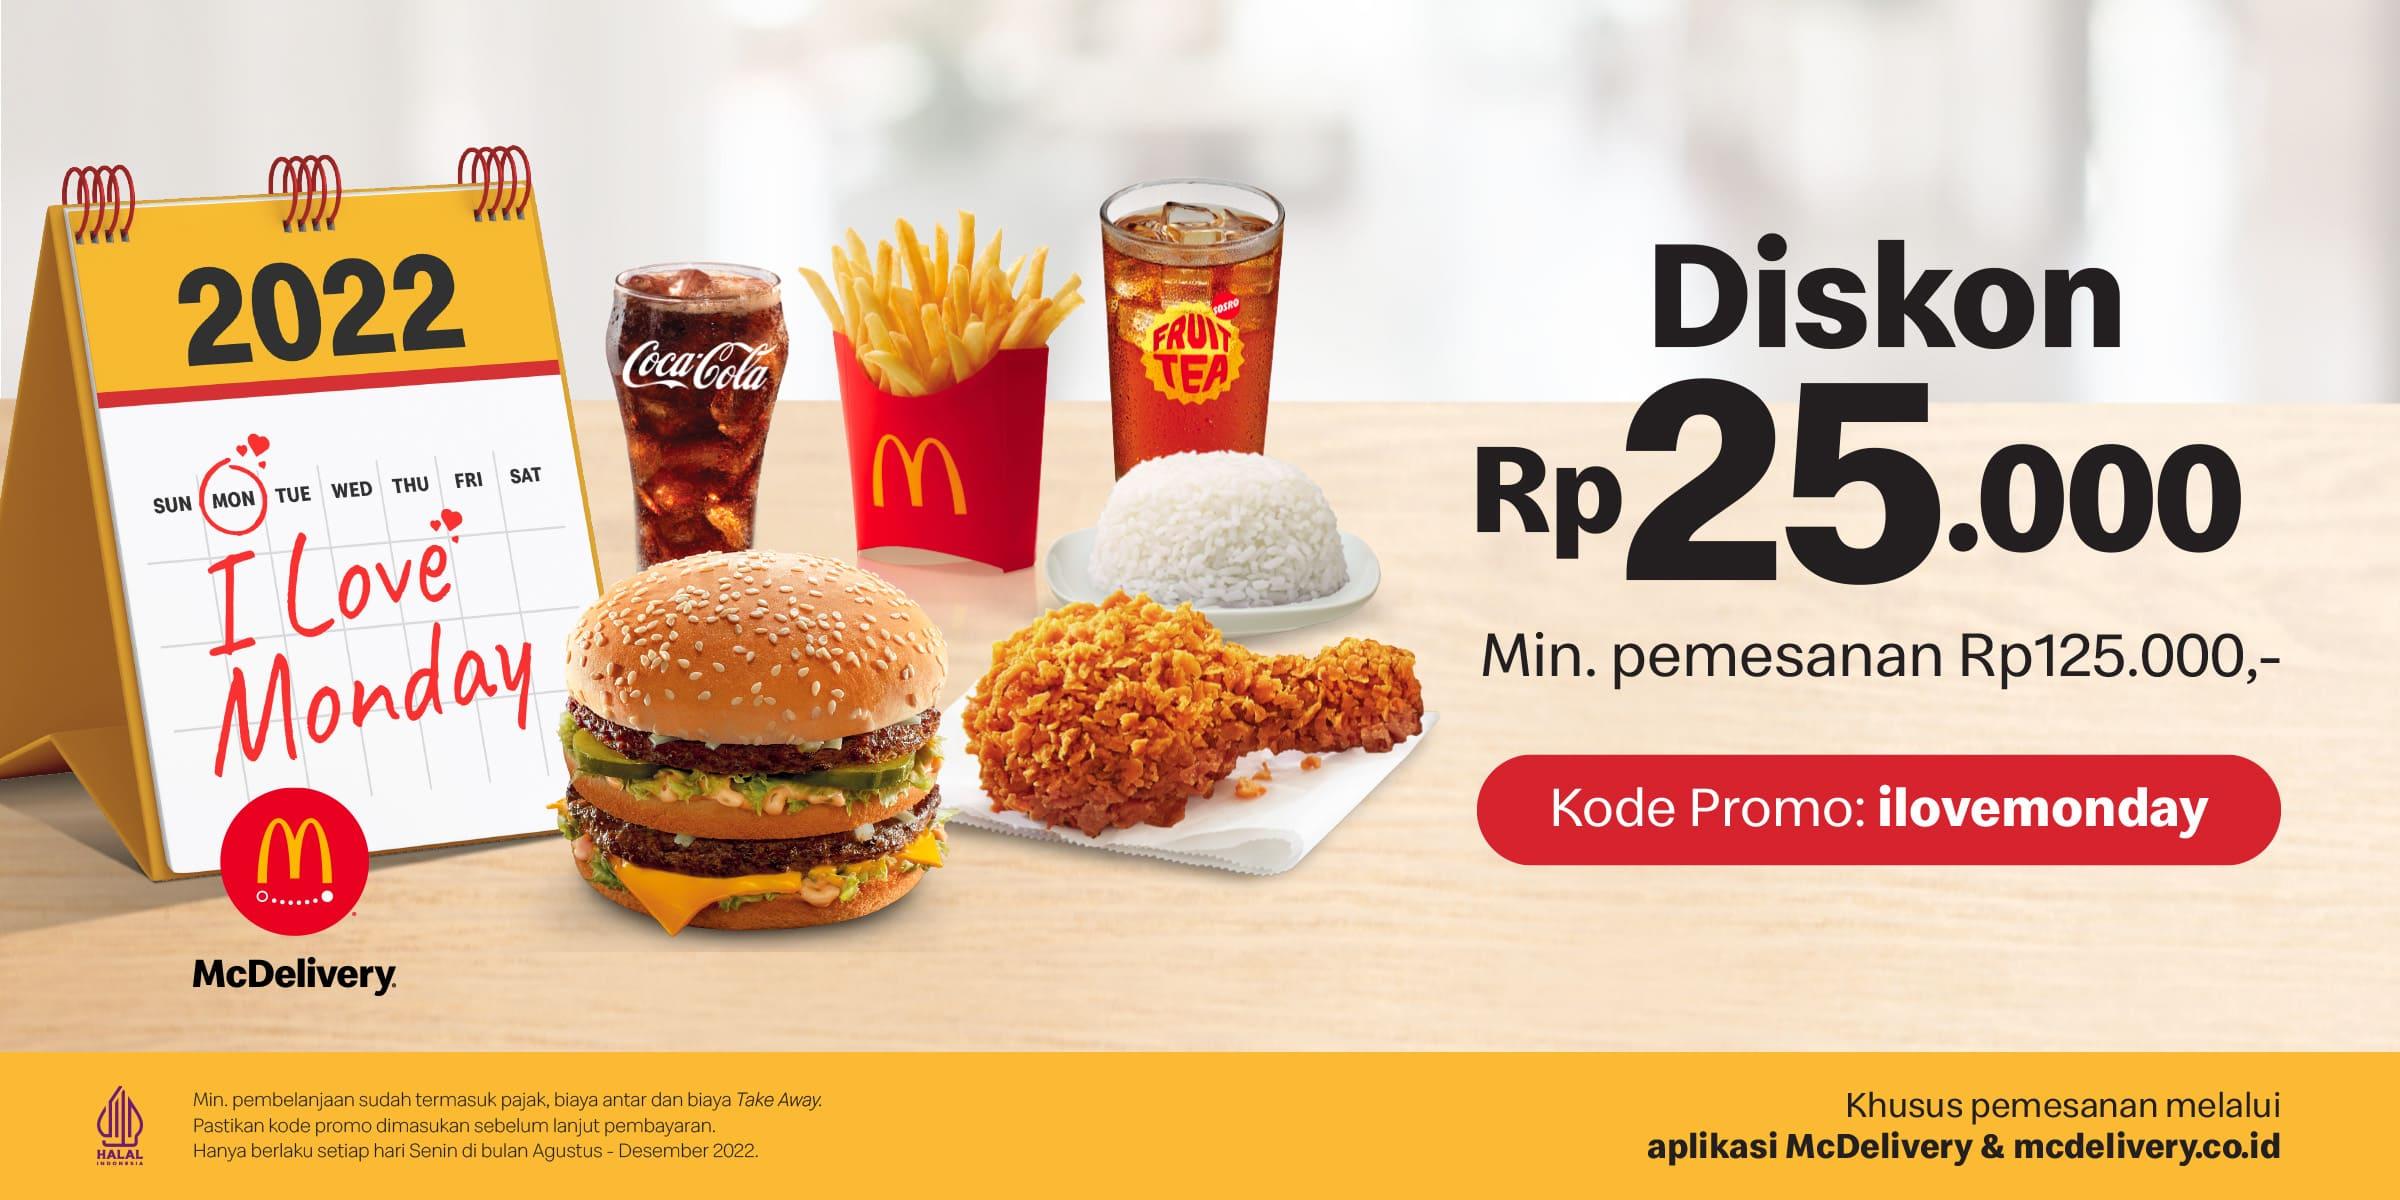 2022
SUN MON TUE WED THU FRI SAT
I Love
Monday
McDelivery
Coca-Cola
SOSRO
FRUIT
TEA
Diskon
Rp25.000
Min. pemesanan Rp125.000,-
Kode Promo: ilovemonday
HALAL
INDONESIA
Min. pembelanjaan sudah termasuk pajak, biaya antar dan biaya Take Away.
Pastikan kode promo dimasukan sebelum lanjut pembayaran.
Hanya berlaku setiap hari Senin di bulan Agustus - Desember 2022.
Khusus pemesanan melalui
aplikasi McDelivery & mcdelivery.co.id